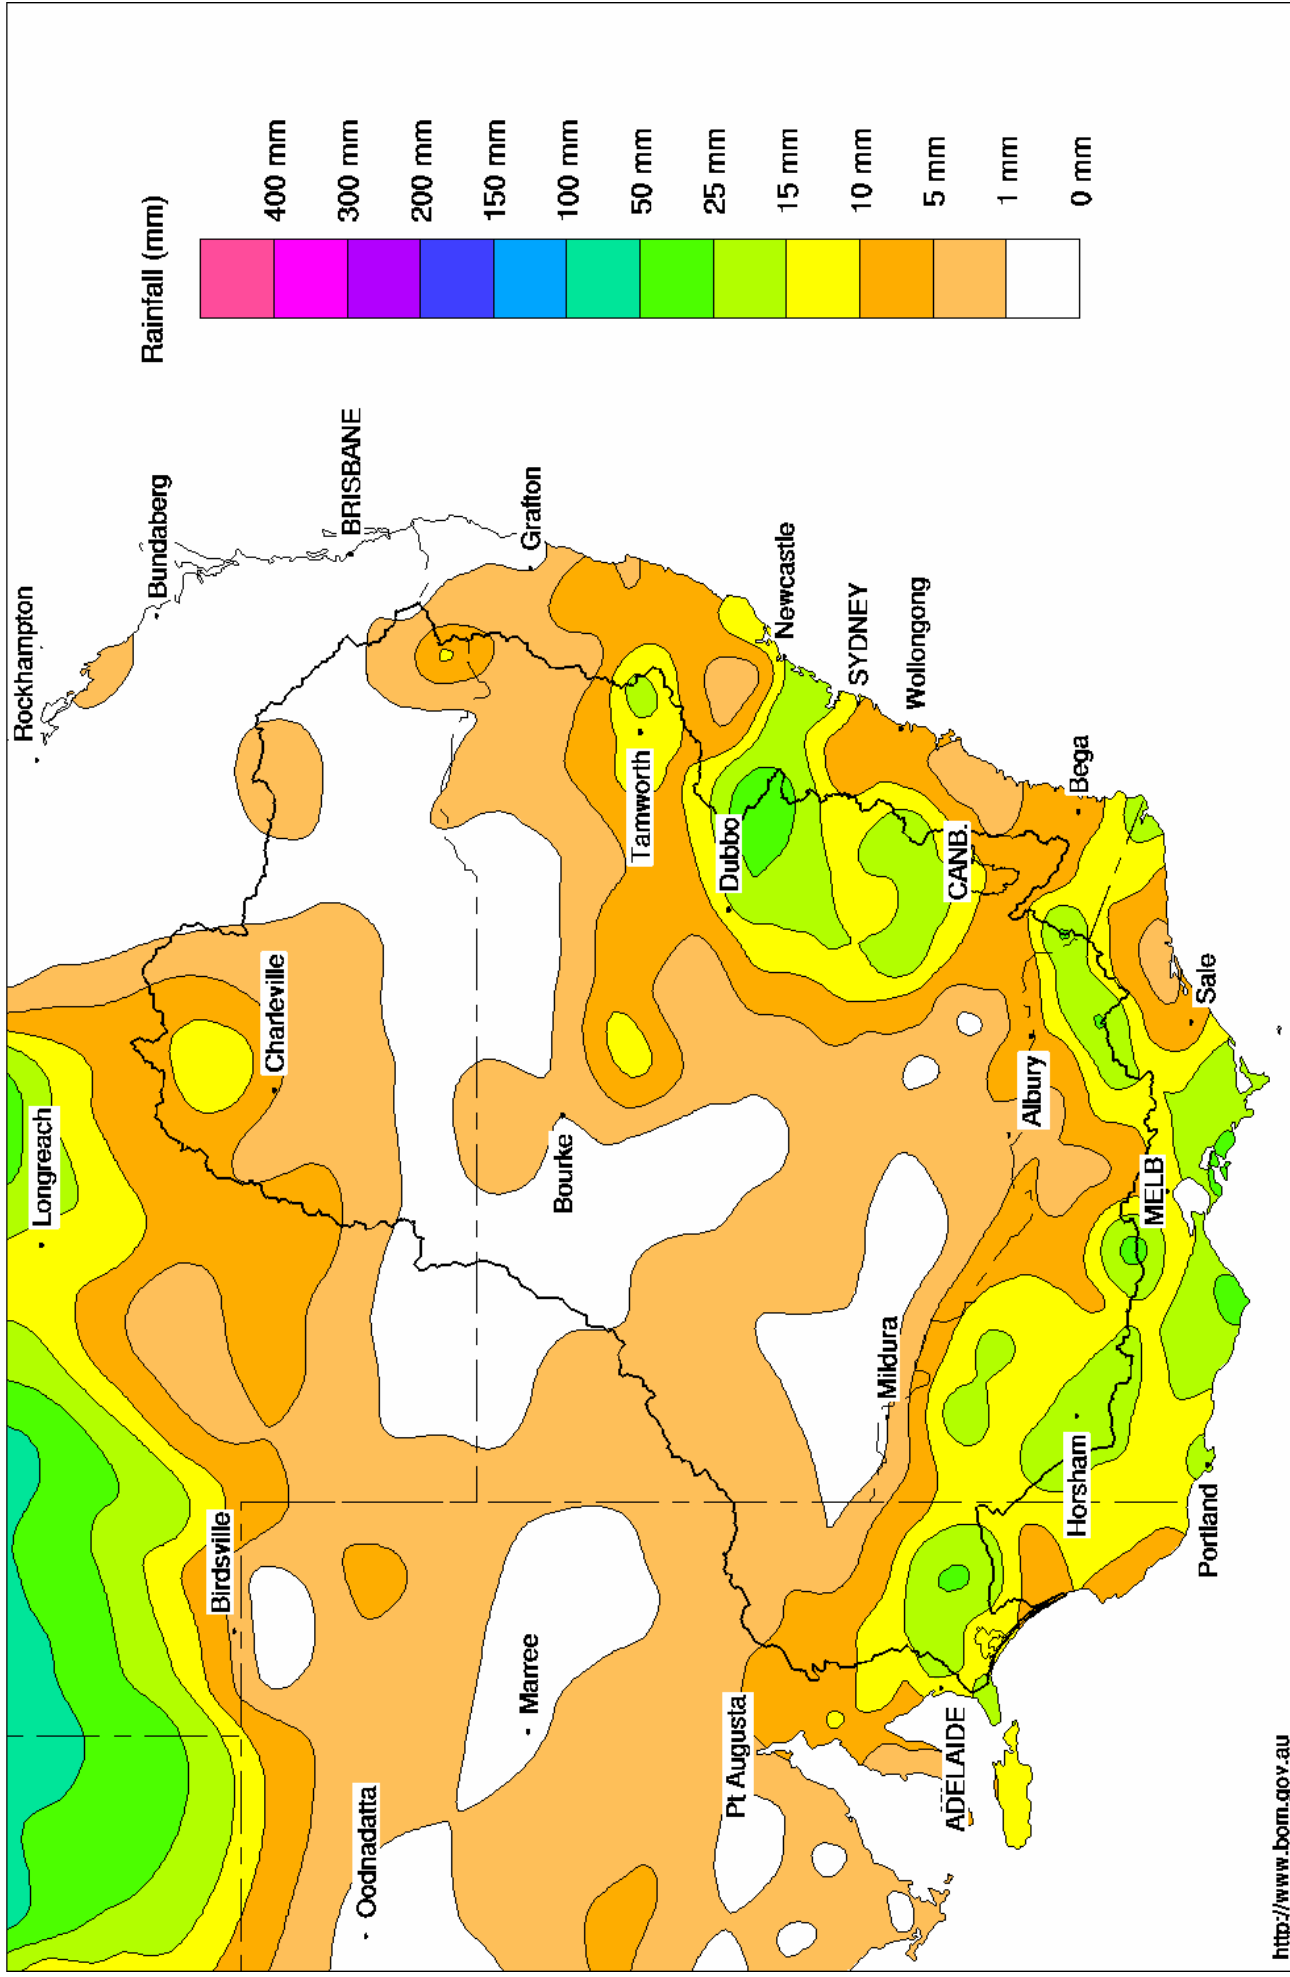 Rainfall (mm)
400 mm
300 mm
200 mm
150 mm
100 mm
50 mm
25 mm
15 mm
10 mm
5 mm
1 mm
0 mm
Rockhampton
Bundaberg
BRISBANE
Grafton
Newcastle
SYDNEY
Wollongong
Bega
Tamworth
Dubbo
CANB.
Charleville
Longreach
Bourke
Albury
Sale
MELB
Mildura
Horsham
Portland
Birdsville
Marree
Oodnadatta
Pt Augusta
ADELAIDE
http://www.bom.gov.au